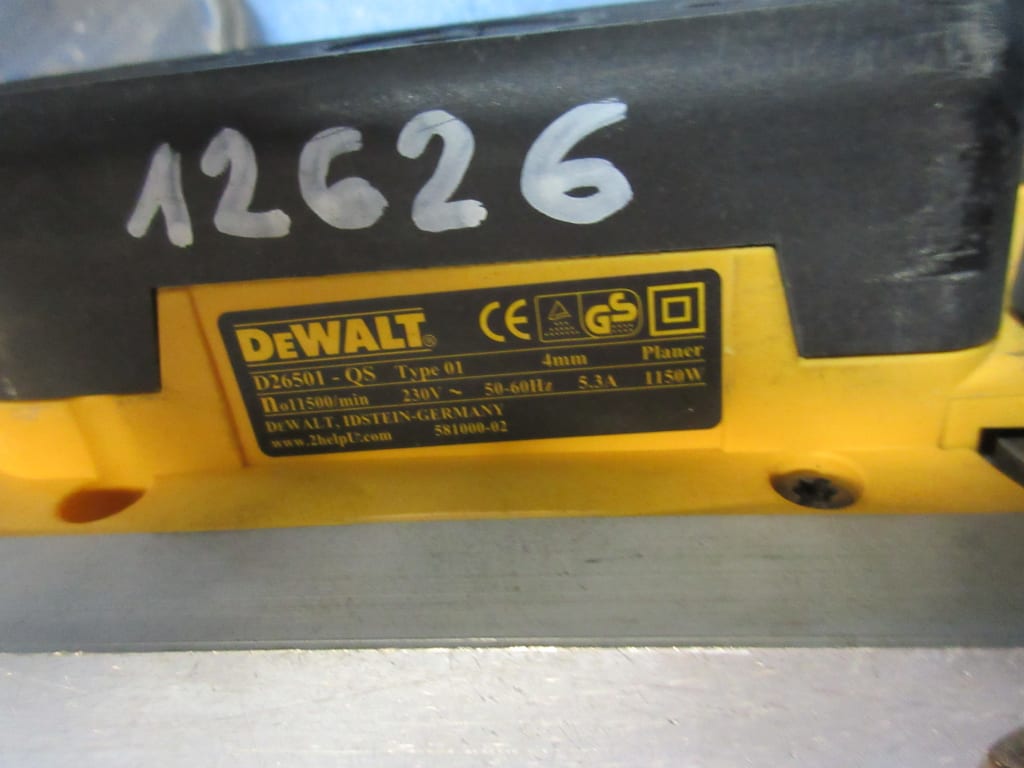 12626
DEWALT®
CE GS
D26501 - QS Type 01 4mm Planer
no11500/min 230V ~ 50-60Hz 5.3A 1150W
DEWALT, IDSTEIN-GERMANY
www.2helpU.com 581000-02